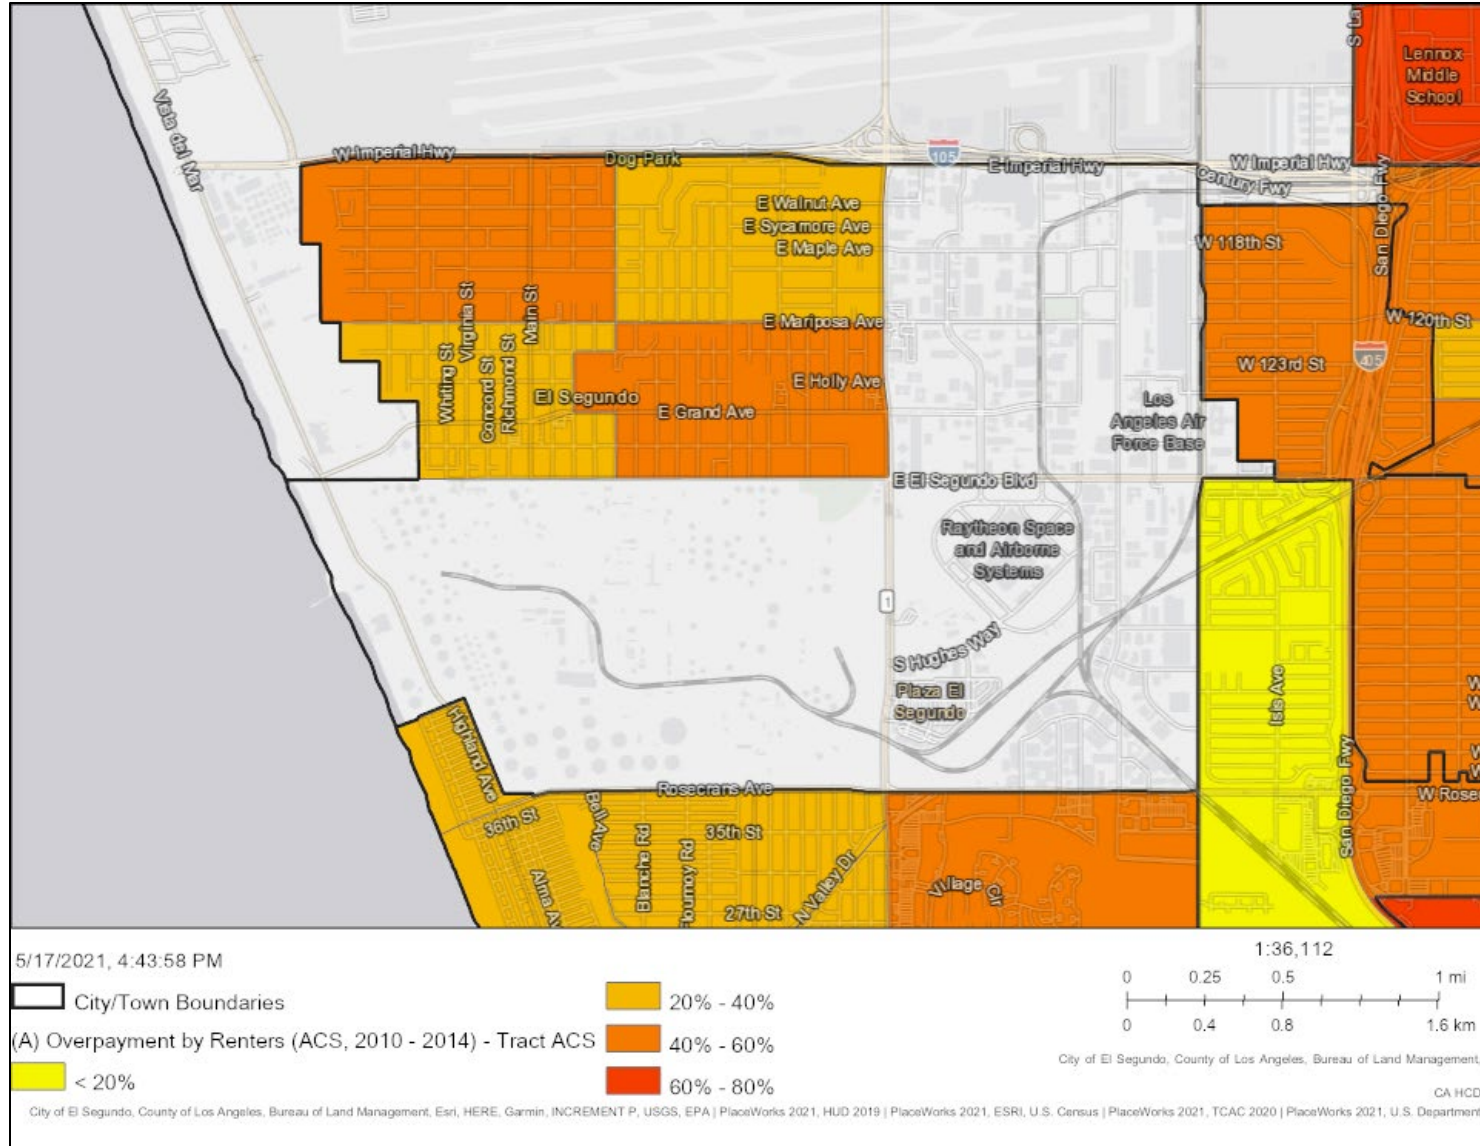 S La
Lennox
Middle
School
Vista del Mar
W Imperial Hwy
Dog Park
105
E Imperial Hwy
W Imperial Hwy
Century Fwy
San Diego Fwy
E Walnut Ave
E Sycamore Ave
E Maple Ave
W 118th St
Virginia St
Main St
E Mariposa Ave
W 120th St
Whiting St
Concord St
Richmond St
W 123rd St
405
E Holly Ave
El Segundo
E Grand Ave
Los
Angeles Air
Force Base
E El Segundo Blvd
Raytheon Space
and Airborne
Systems
1
S Hughes Way
Plaza El
Segundo
Isis Ave
W
W
Highland Ave
San Diego Fwy
W
W
Rosecrans Ave
W Rosec
36th St
Bell Ave
Blanche Rd
Flournoy Rd
35th St
N Valley Dr
Alma Av
27th St
Village Cir
5/17/2021, 4:43:58 PM
City/Town Boundaries
(A) Overpayment by Renters (ACS, 2010 - 2014) - Tract ACS
< 20%
20% - 40%
40% - 60%
60% - 80%
1:36,112
0 0.25 0.5 1 mi
0 0.4 0.8 1.6 km
City of El Segundo, County of Los Angeles, Bureau of Land Management,
CA HCD
City of El Segundo, County of Los Angeles, Bureau of Land Management, Esri, HERE, Garmin, INCREMENT P, USGS, EPA | PlaceWorks 2021, HUD 2019 | PlaceWorks 2021, ESRI, U.S. Census | PlaceWorks 2021, TCAC 2020 | PlaceWorks 2021, U.S. Department